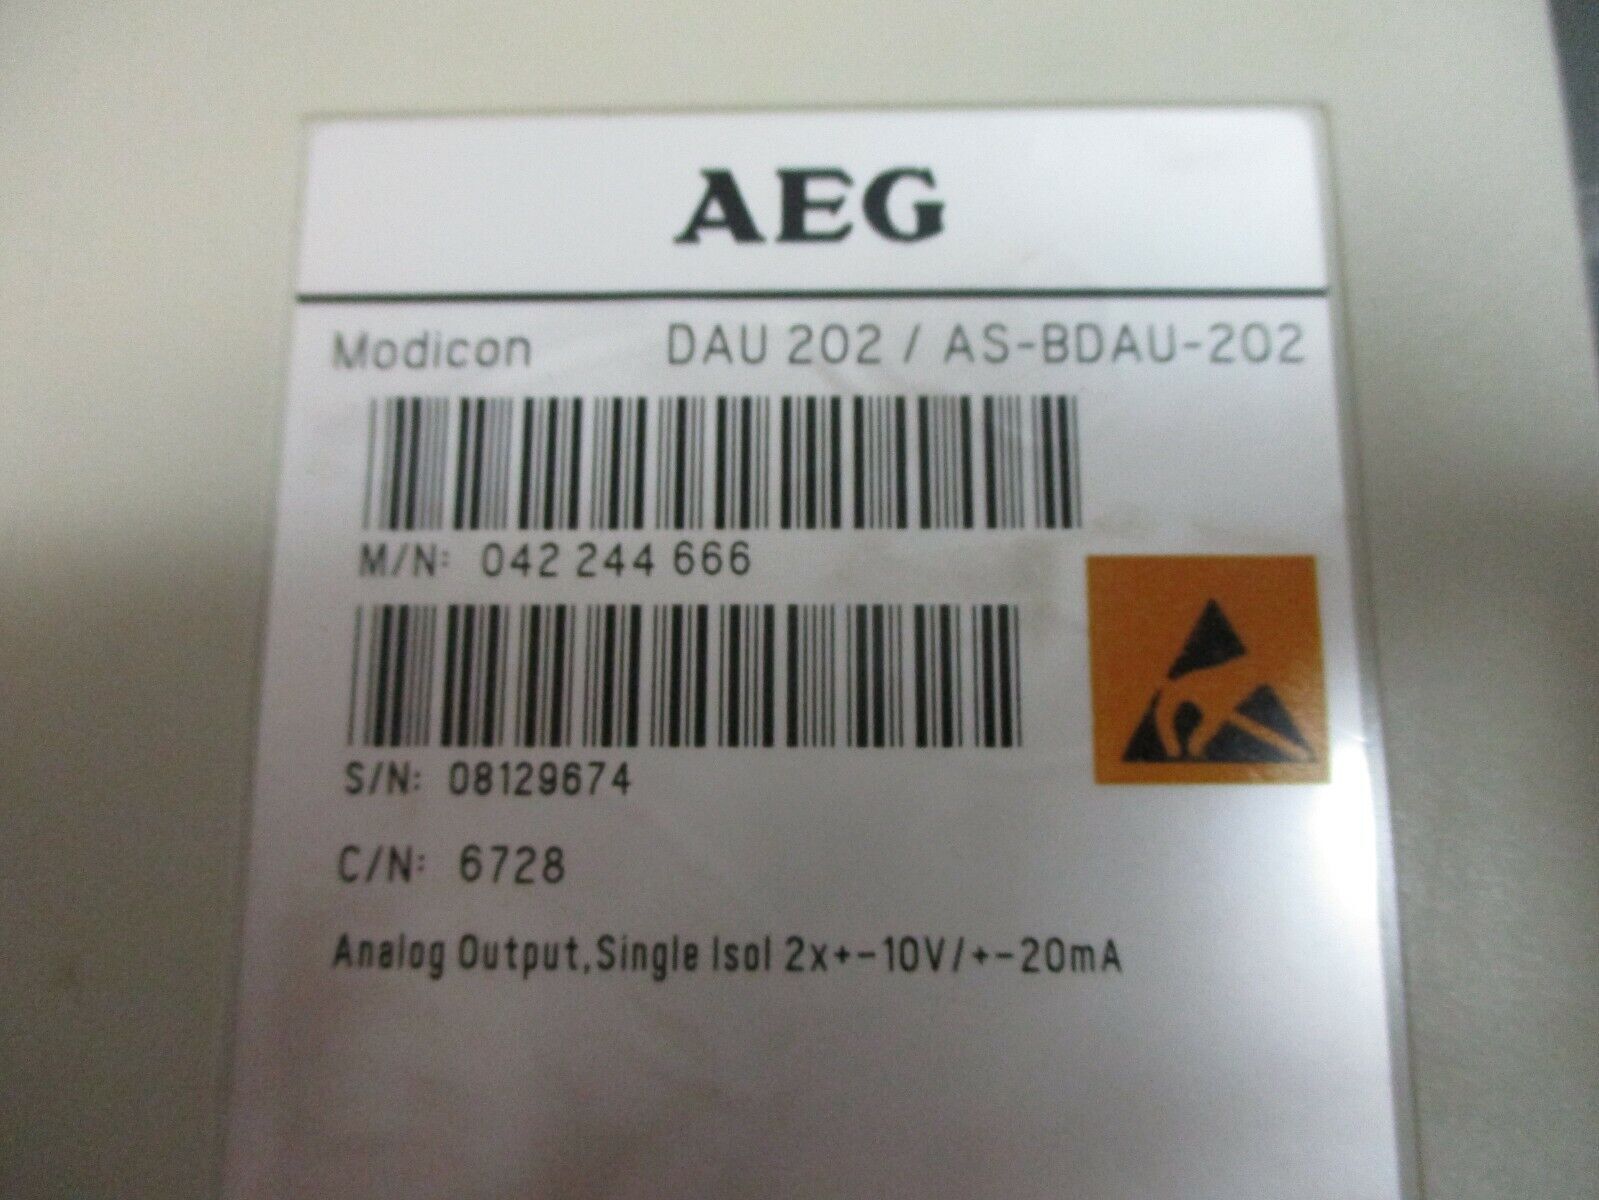 AEG
Modicon DAU 202 / AS-BDAU-202
M/N: 042 244 666
S/N: 08129674
C/N: 6728
Analog Output,Single Isol 2x+-10V/+-20mA